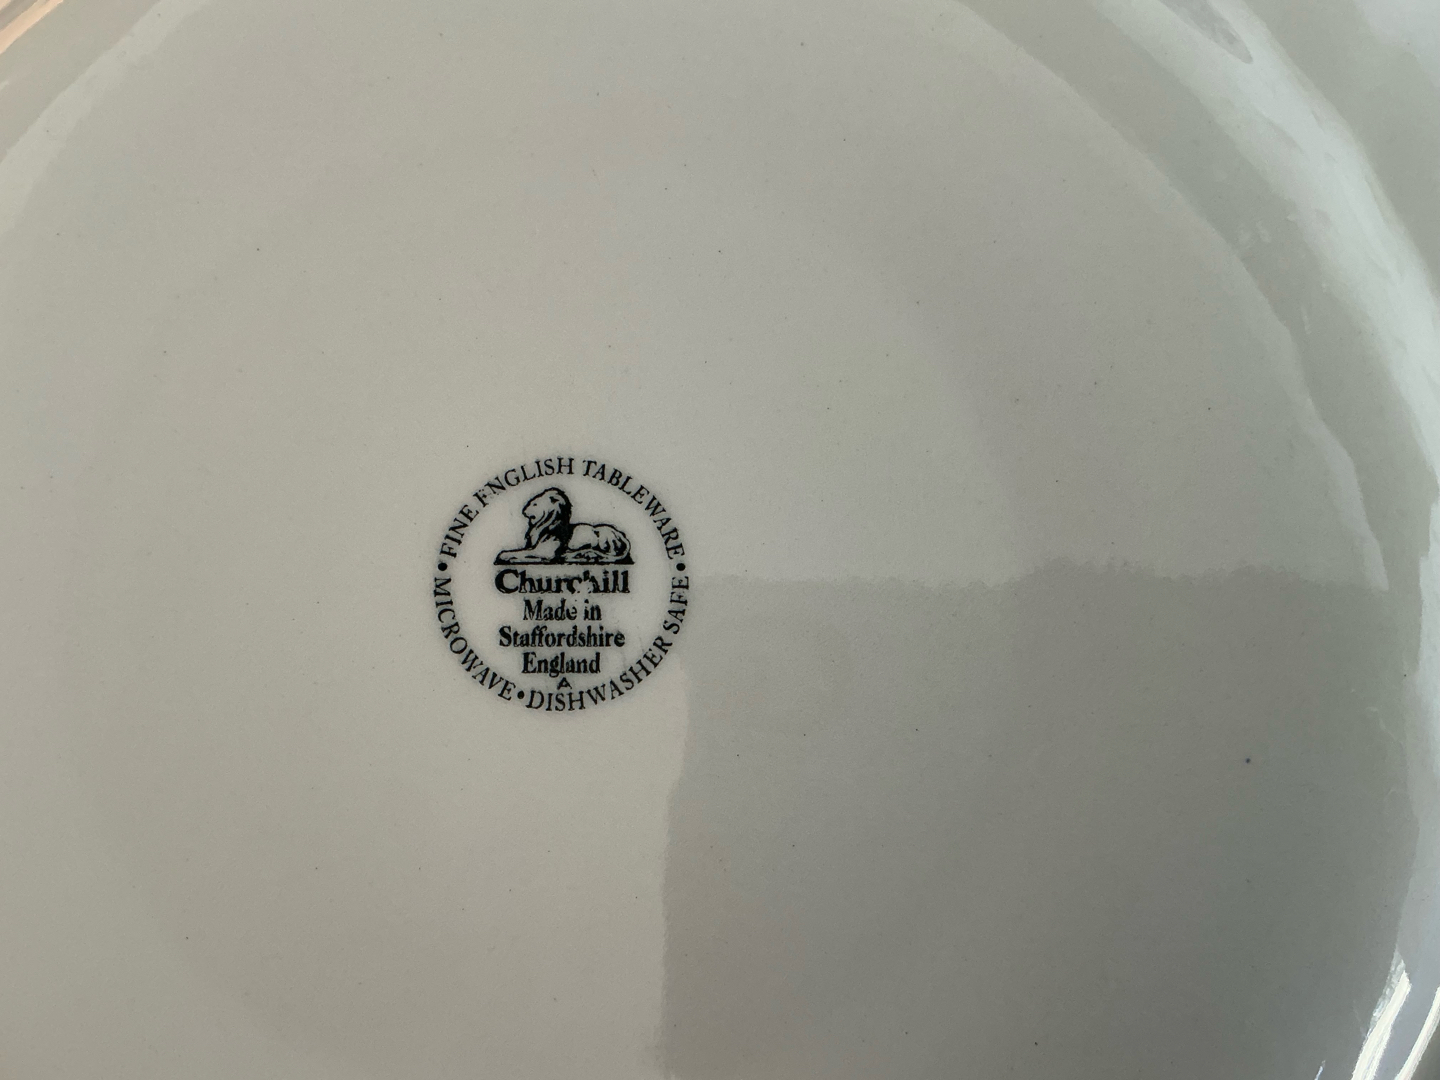 • FINE ENGLISH TABLEWARE •
Churchill
Made in
Staffordshire
England
A
MICROWAVE • DISHWASHER SAFE